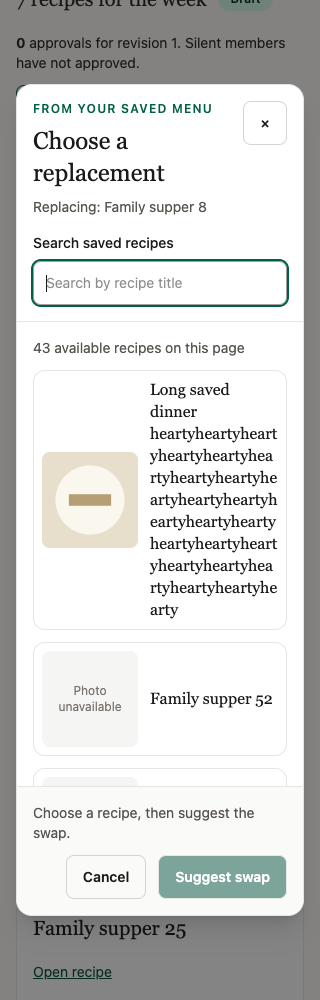 7 recipes for the week Draft
0 approvals for revision 1. Silent members
have not approved.
FROM YOUR SAVED MENU
Choose a
replacement
×
Replacing: Family supper 8
Search saved recipes
Search by recipe title
43 available recipes on this page
Long saved
dinner
heartyheartyheart
yheartyheartyhea
rtyheartyheartyhe
artyheartyheartyh
eartyheartyhearty
heartyheartyheart
yheartyheartyhea
rtyheartyheartyhe
arty
Photo
unavailable
Family supper 52
Choose a recipe, then suggest the
swap.
Cancel
Suggest swap
Family supper 25
Open recipe